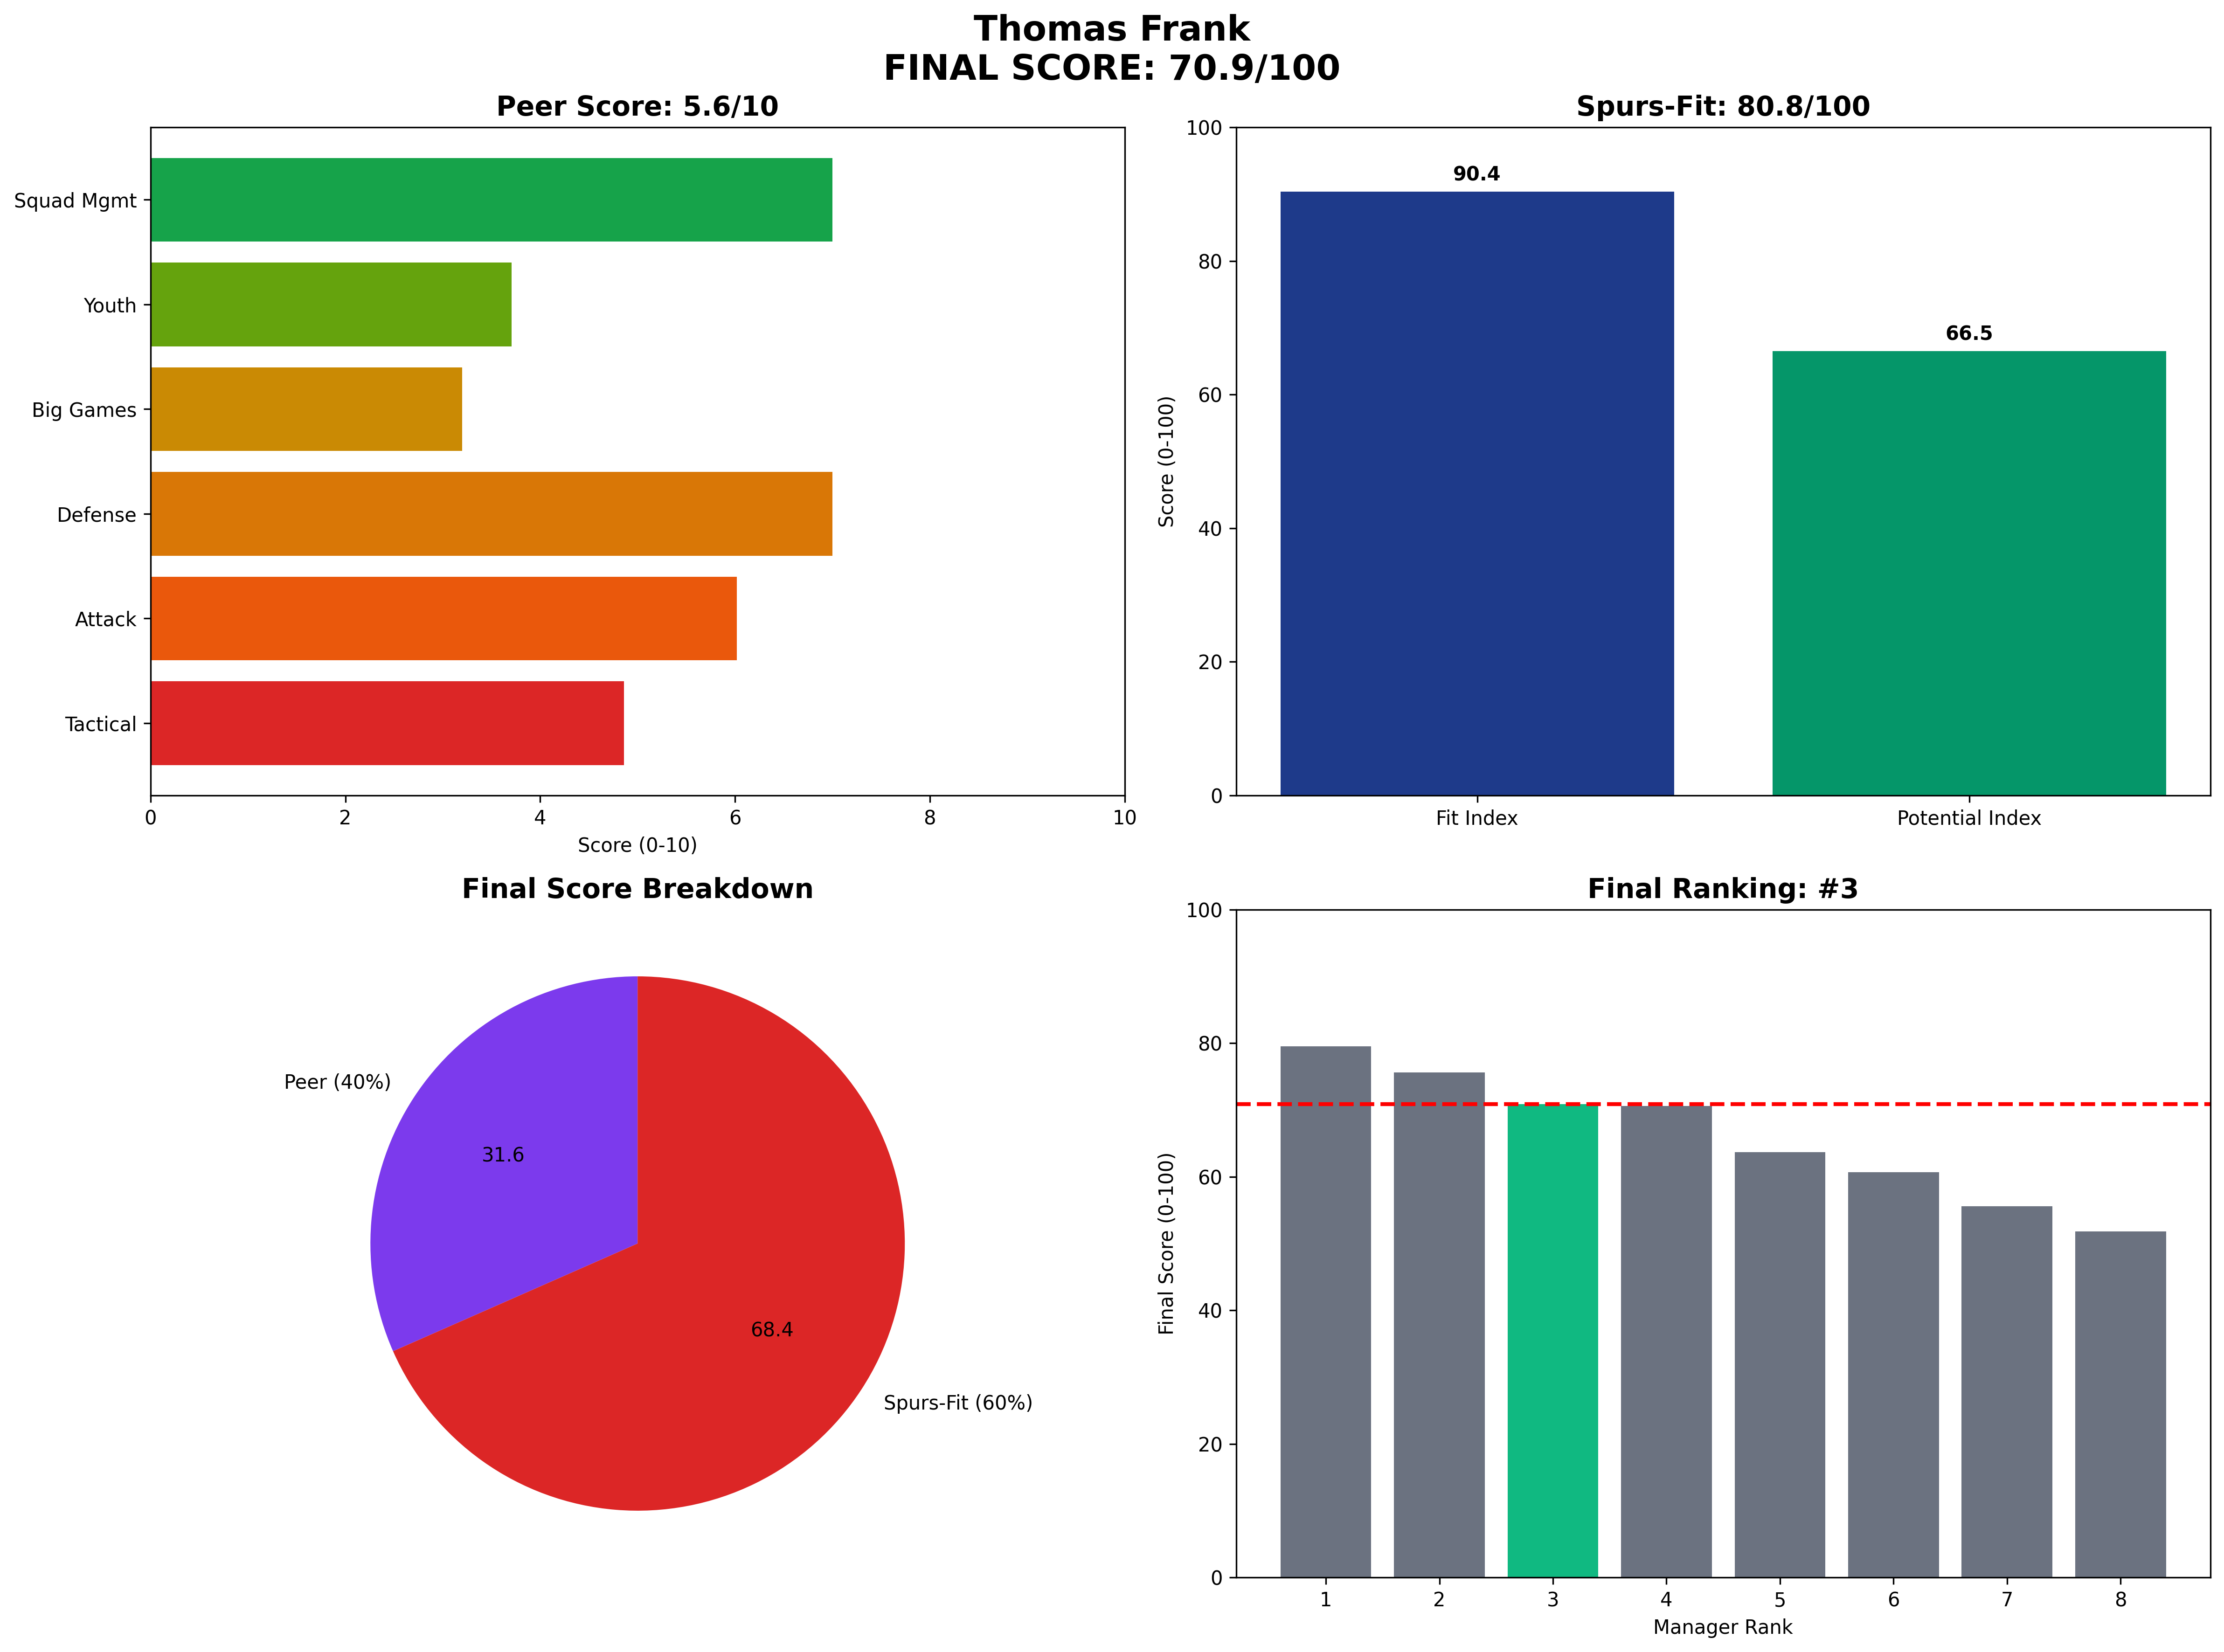 Thomas Frank
FINAL SCORE: 70.9/100
Peer Score: 5.6/10
Squad Mgmt
Youth
Big Games
Defense
Attack
Tactical
0 2 4 6 8 10
Score (0-10)
Spurs-Fit: 80.8/100
Score (0-100)
100
80
60
40
20
0
90.4
66.5
Fit Index Potential Index
Final Score Breakdown
Peer (40%)
31.6
68.4
Spurs-Fit (60%)
Final Ranking: #3
Final Score (0-100)
100
80
60
40
20
0
1 2 3 4 5 6 7 8
Manager Rank